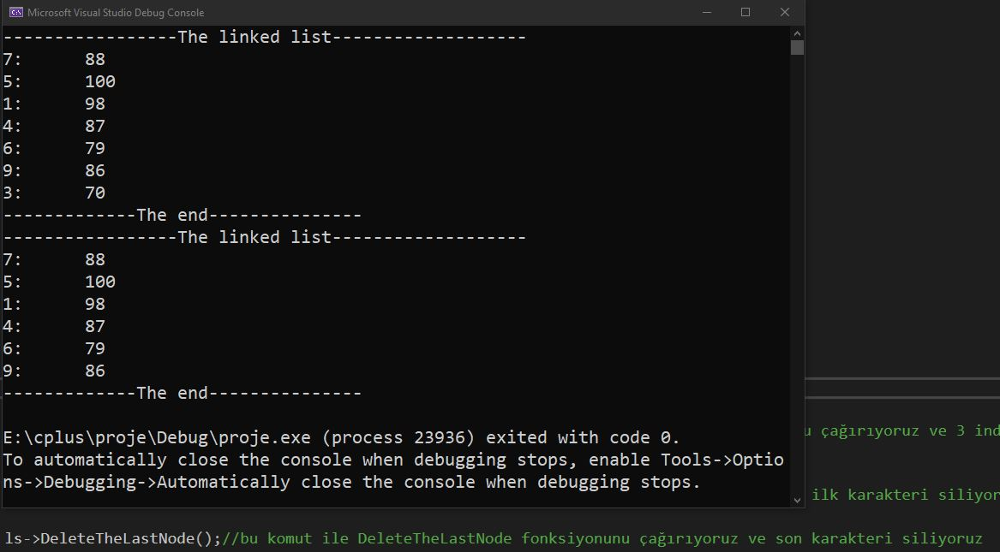 Microsoft Visual Studio Debug Console
-----------------The linked list-------------------
7: 88
5: 100
1: 98
4: 87
6: 79
9: 86
3: 70
-------------The end---------------
-----------------The linked list-------------------
7: 88
5: 100
1: 98
4: 87
6: 79
9: 86
-------------The end---------------
E:\cplus\proje\Debug\proje.exe (process 23936) exited with code 0.
To automatically close the console when debugging stops, enable Tools->Optio
ns->Debugging->Automatically close the console when debugging stops.
u çağırıyoruz ve 3 ind
ilk karakteri siliyor
ls->DeleteTheLastNode();//bu komut ile DeleteTheLastNode fonksiyonunu çağırıyoruz ve son karakteri siliyoruz